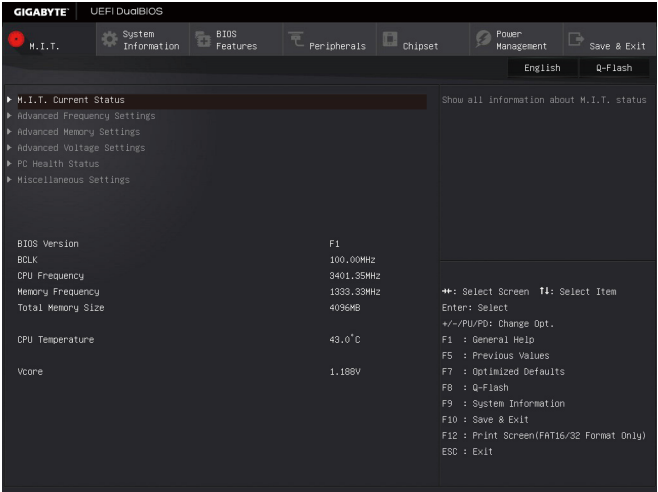 GIGABYTE™ UEFI DualBIOS
M.I.T.
System Information
BIOS Features
Peripherals
Chipset
Power Management
Save & Exit
English Q-Flash
M.I.T. Current Status
Advanced Frequency Settings
Advanced Memory Settings
Advanced Voltage Settings
PC Health Status
Miscellaneous Settings
Show all information about M.I.T. status
BIOS Version F1
BCLK 100.00MHz
CPU Frequency 3401.35MHz
Memory Frequency 1333.33MHz
Total Memory Size 4096MB
CPU Temperature 43.0°C
Vcore 1.188V
→←: Select Screen ↑↓: Select Item
Enter: Select
+/-/PU/PD: Change Opt.
F1 : General Help
F5 : Previous Values
F7 : Optimized Defaults
F8 : Q-Flash
F9 : System Information
F10 : Save & Exit
F12 : Print Screen(FAT16/32 Format Only)
ESC : Exit